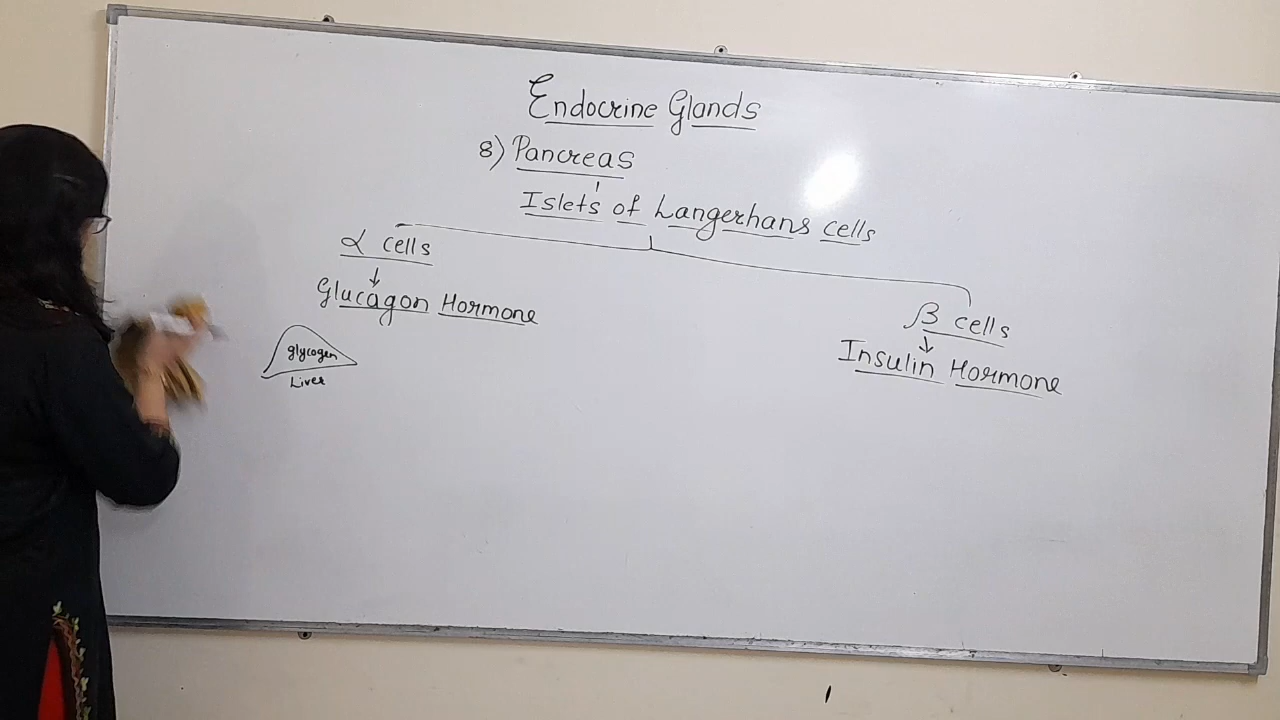 Endocrine Glands
8) Pancreas
Islets of Langerhans cells
α cells
↓
Glucagon Hormone
glycogen
Liver
β cells
↓
Insulin Hormone